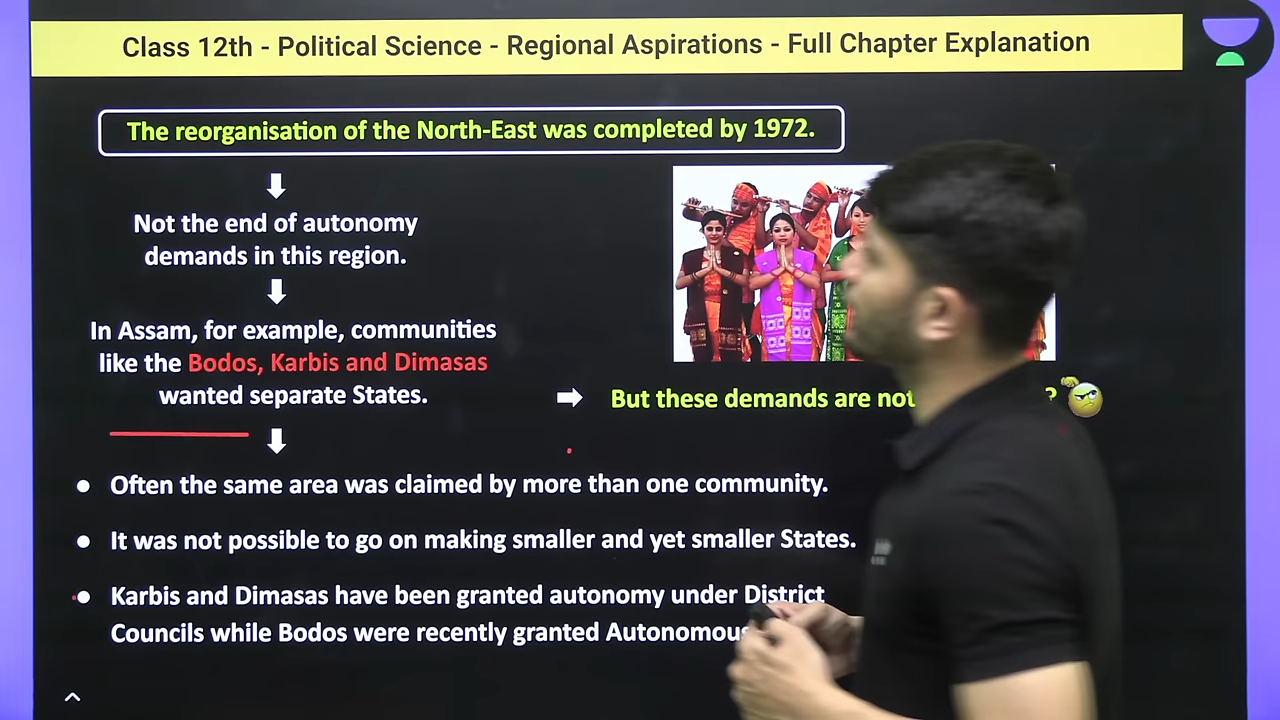 Class 12th - Political Science - Regional Aspirations - Full Chapter Explanation
The reorganisation of the North-East was completed by 1972.
Not the end of autonomy
demands in this region.
In Assam, for example, communities
like the Bodos, Karbis and Dimasas
wanted separate States.
But these demands are not ?
Often the same area was claimed by more than one community.
It was not possible to go on making smaller and yet smaller States.
Karbis and Dimasas have been granted autonomy under District
Councils while Bodos were recently granted Autonomous